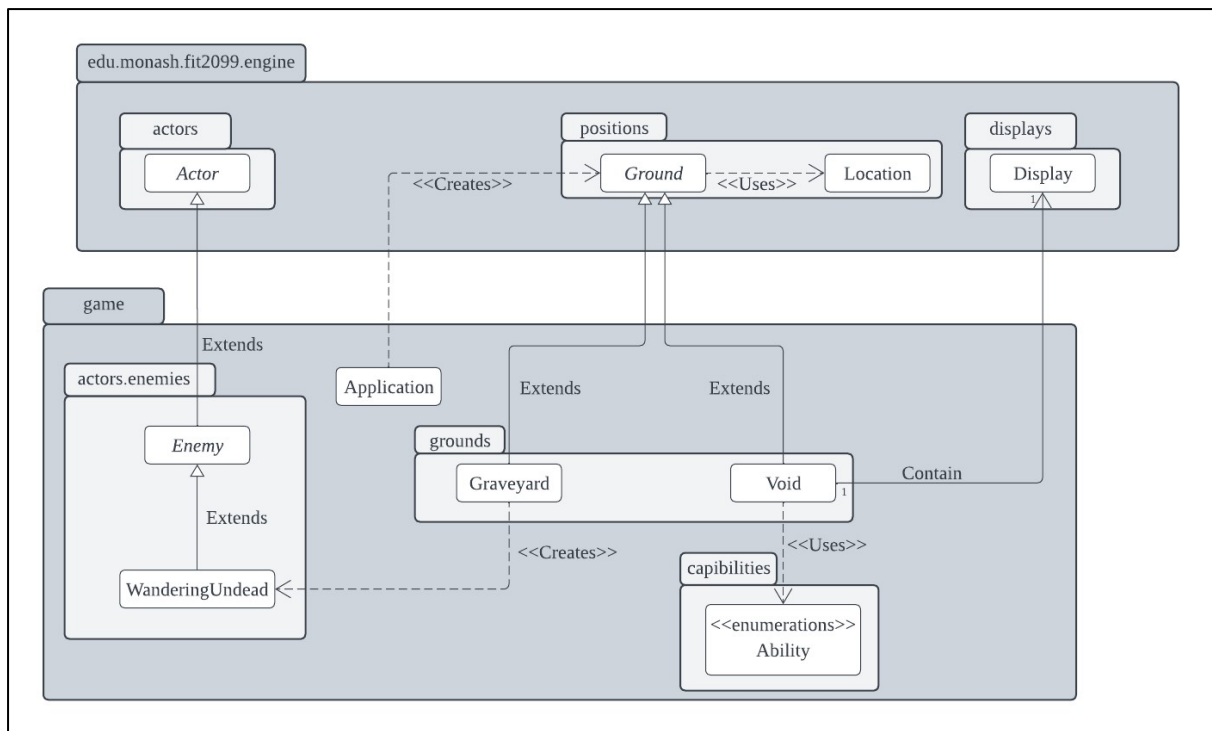 edu.monash.fit2099.engine
actors
positions
displays
Actor
<<Creates>>
Ground
<<Uses>>
Location
Display
1
game
Extends
actors.enemies
Application
Extends
Extends
Enemy
grounds
Graveyard
Void
1
Contain
Extends
<<Creates>>
<<Uses>>
capibilities
WanderingUndead
<<enumerations>>
Ability